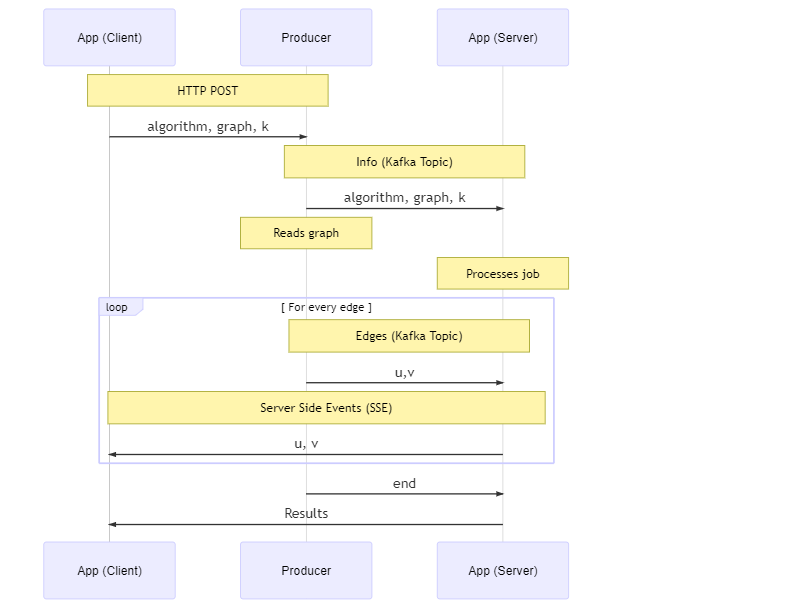 App (Client)
Producer
App (Server)
HTTP POST
algorithm, graph, k
Info (Kafka Topic)
algorithm, graph, k
Reads graph
Processes job
loop
[ For every edge ]
Edges (Kafka Topic)
u,v
Server Side Events (SSE)
u, v
end
Results
App (Client)
Producer
App (Server)